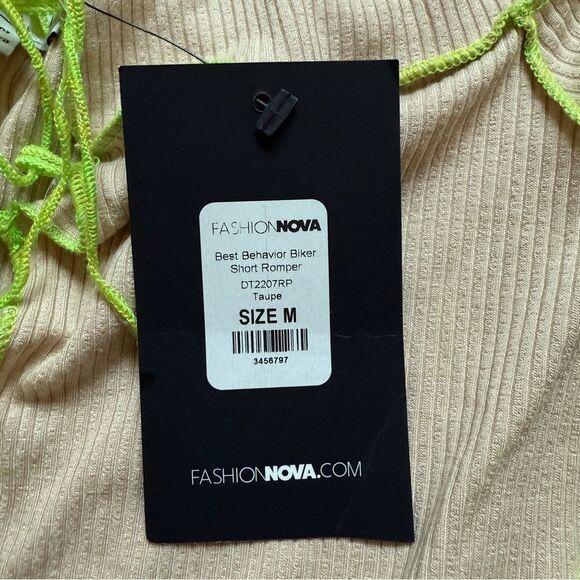 FASHIONNOVA
Best Behavior Biker
Short Romper
DT2207RP
Taupe
SIZE M
3456797
FASHIONNOVA.COM